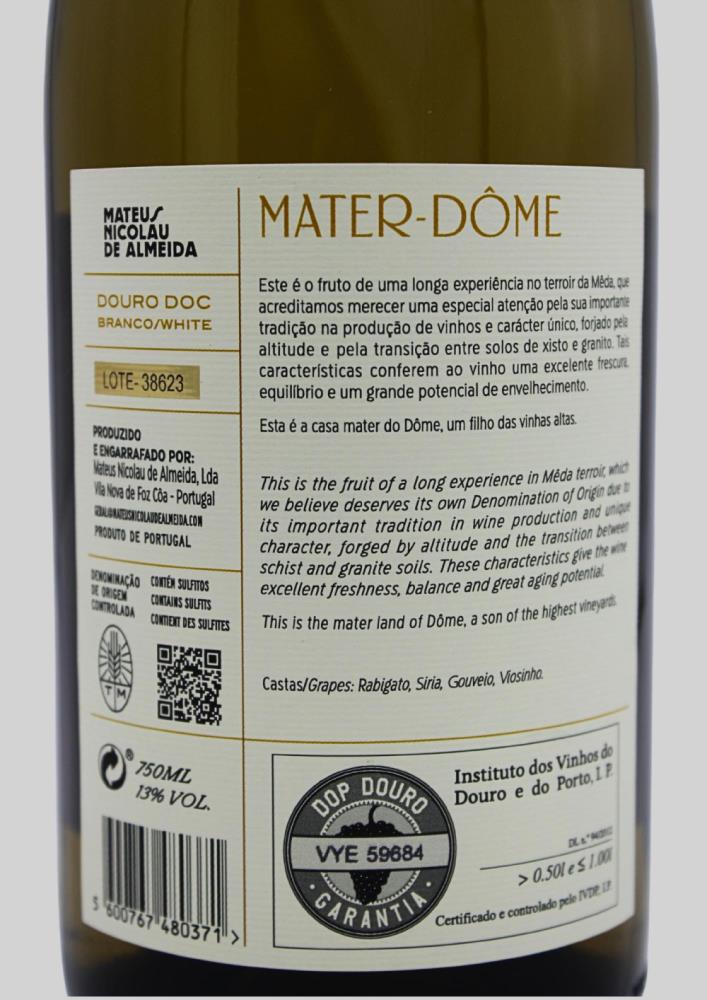 MATEUS
NICOLAU
DE ALMEIDA
DOURO DOC
BRANCO/WHITE
LOTE-38623
PRODUZIDO
E ENGARRAFADO POR:
Mateus Nicolau de Almeida, Lda
Vila Nova de Foz Côa - Portugal
GERAL@MATEUSNICOLAUDEALMEIDA.COM
PRODUTO DE PORTUGAL
DENOMINAÇÃO
DE ORIGEM
CONTROLADA
CONTÉM SULFITOS
CONTAINS SULFITS
CONTIENT DES SULFITES
T M
750ML
13% VOL.
5 600767 480371 >
MATER-DÔME
Este é o fruto de uma longa experiência no terroir da Mêda, que
acreditamos merecer uma especial atenção pela sua importante
tradição na produção de vinhos e carácter único, forjado pela
altitude e pela transição entre solos de xisto e granito. Tais
características conferem ao vinho uma excelente frescura,
equilíbrio e um grande potencial de envelhecimento.
Esta é a casa mater do Dôme, um filho das vinhas altas.
This is the fruit of a long experience in Mêda terroir, which
we believe deserves its own Denomination of Origin due to
its important tradition in wine production and unique
character, forged by altitude and the transition between
schist and granite soils. These characteristics give the wine
excellent freshness, balance and great aging potential.
This is the mater land of Dôme, a son of the highest vineyards.
Castas/Grapes: Rabigato, Síria, Gouveio, Viosinho.
DOP DOURO
VYE 59684
GARANTIA
Instituto dos Vinhos do
Douro e do Porto, I. P.
DL n.º
> 0.50l e ≤ 1.00l
Certificado e controlado pelo IVDP, I.P.